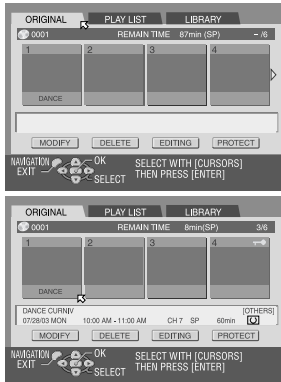 ORIGINAL PLAY LIST LIBRARY
0001 REMAIN TIME 87min (SP) – /6
1 2 3 4
DANCE
MODIFY DELETE EDITING PROTECT
NAVIGATION OK SELECT WITH [CURSORS]
EXIT SELECT THEN PRESS [ENTER]
ORIGINAL PLAY LIST LIBRARY
0001 REMAIN TIME 8min(SP) 3/6
1 2 3 4
DANCE
DANCE CURNIV [OTHERS]
07/28/03 MON 10:00 AM - 11:00 AM CH 7 SP 60min
MODIFY DELETE EDITING PROTECT
NAVIGATION OK SELECT WITH [CURSORS]
EXIT SELECT THEN PRESS [ENTER]